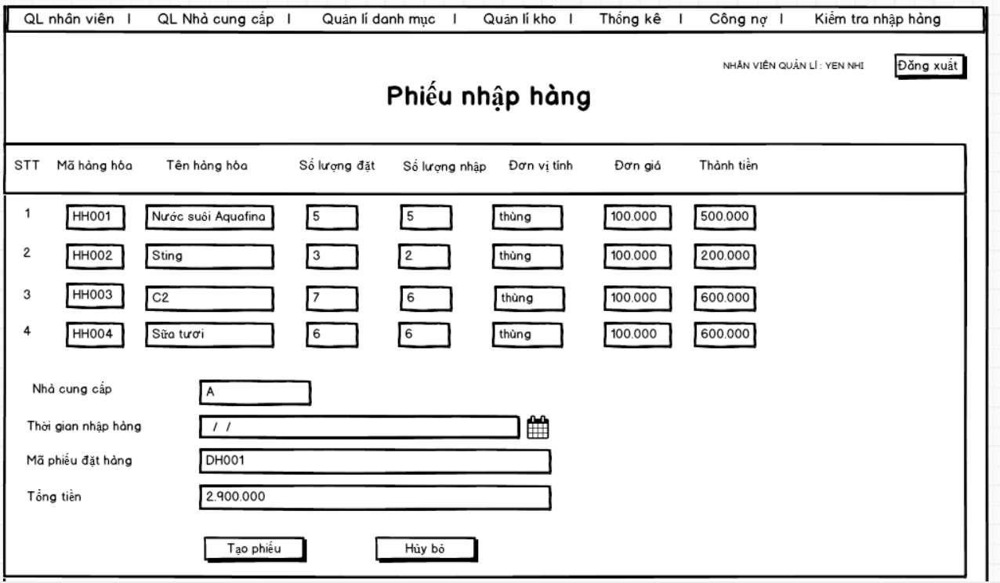 QL nhân viên | QL Nhà cung cấp | Quản lí danh mục | Quản lí kho | Thống kê | Công nợ | Kiểm tra nhập hàng
NHÂN VIÊN QUẢN LÍ : YEN NHI Đăng xuất
Phiếu nhập hàng
STT Mã hàng hóa Tên hàng hóa Số lượng đặt Số lượng nhập Đơn vị tính Đơn giá Thành tiền
1 HH001 Nước suối Aquafina 5 5 thùng 100.000 500.000
2 HH002 Sting 3 2 thùng 100.000 200.000
3 HH003 C2 7 6 thùng 100.000 600.000
4 HH004 Sữa tươi 6 6 thùng 100.000 600.000
Nhà cung cấp A
Thời gian nhập hàng / /
Mã phiếu đặt hàng DH001
Tổng tiền 2.900.000
Tạo phiếu Hủy bỏ